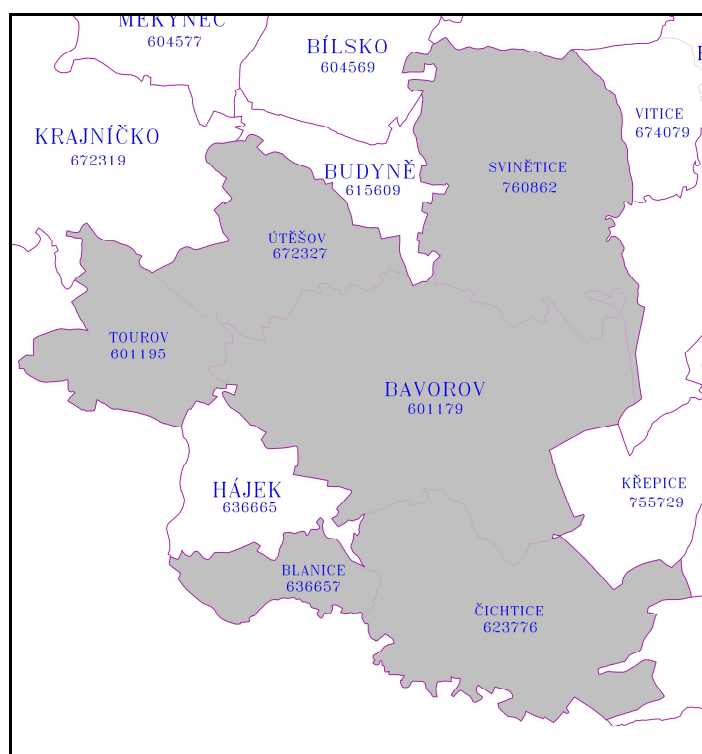 MEKYNEC
604577
BÍLSKO
604569
VITICE
674079
KRAJNÍČKO
672319
BUDYNĚ
615609
SVINĚTICE
760862
ÚTĚŠOV
672327
TOUROV
601195
BAVOROV
601179
HÁJEK
636665
KŘEPICE
755729
BLANICE
636657
ČICHTICE
623776